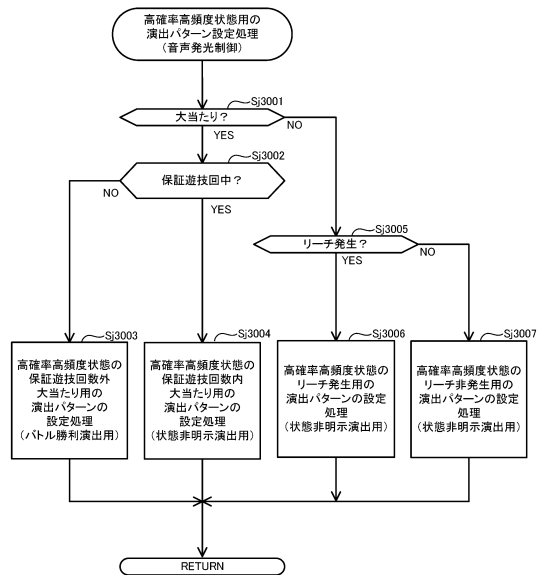 高確率高頻度状態用の
演出パターン設定処理
（音声発光制御）
Sj3001
大当たり？
NO
YES
Sj3002
保証遊技回中？
NO
YES
Sj3005
リーチ発生？
YES
NO
Sj3003
高確率高頻度状態の
保証遊技回数外
大当たり用の
演出パターンの
設定処理
（バトル勝利演出用）
Sj3004
高確率高頻度状態の
保証遊技回数内
大当たり用の
演出パターンの
設定処理
（状態非明示演出用）
Sj3006
高確率高頻度状態の
リーチ発生用の
演出パターンの設定
処理
（状態非明示演出用）
Sj3007
高確率高頻度状態の
リーチ非発生用の
演出パターンの設定
処理
（状態非明示演出用）
RETURN